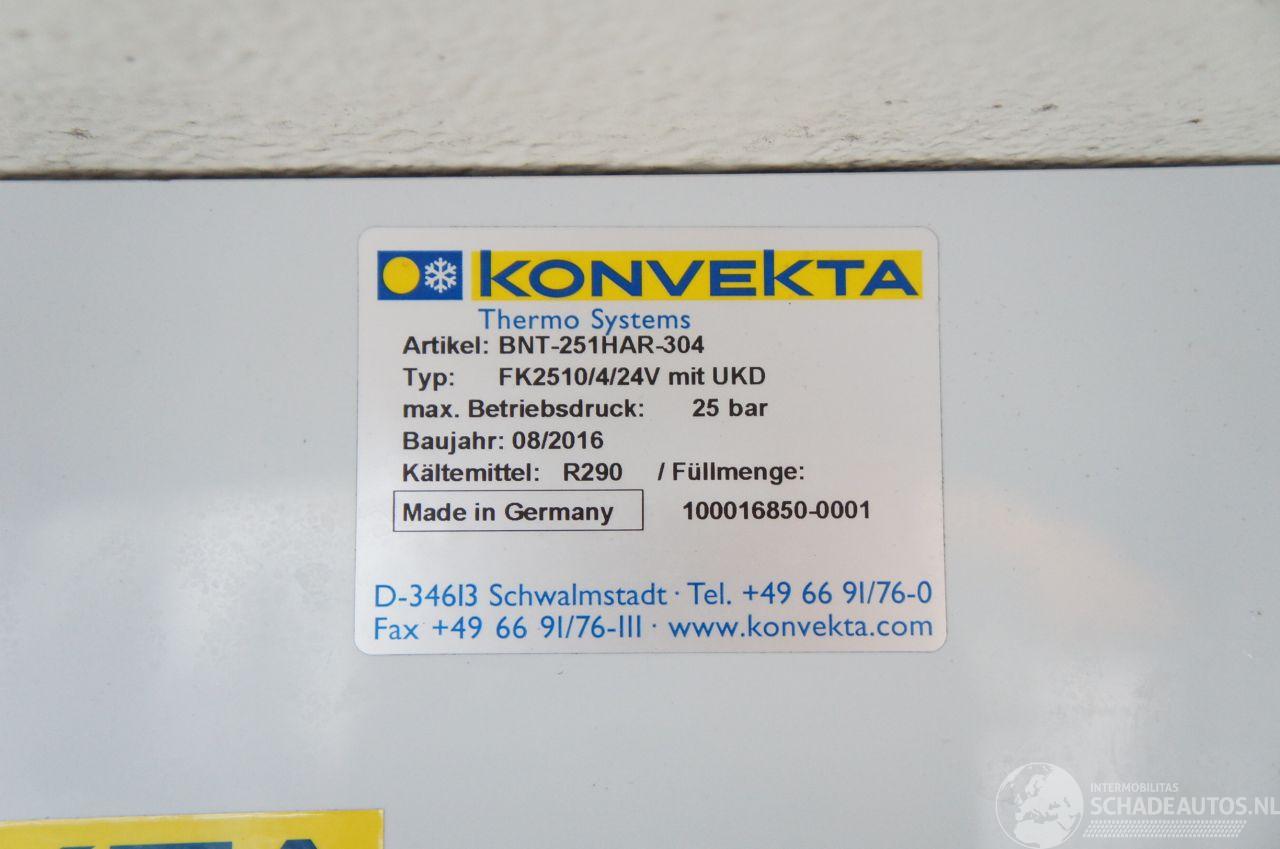 KONVEKTA
Thermo Systems
Artikel: BNT-251HAR-304
Typ: FK2510/4/24V mit UKD
max. Betriebsdruck: 25 bar
Baujahr: 08/2016
Kältemittel: R290 / Füllmenge:
Made in Germany 100016850-0001
D-34613 Schwalmstadt · Tel. +49 66 91/76-0
Fax +49 66 91/76-111 · www.konvekta.com
INTERMOBILITAS
SCHADEAUTOS.NL